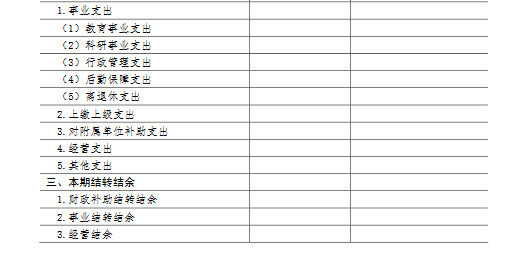 1.事业支出
（1）教育事业支出
（2）科研事业支出
（3）行政管理支出
（4）后勤保障支出
（5）离退休支出
2.上缴上级支出
3.对附属单位补助支出
4.经营支出
5.其他支出
三、本期结转结余
1.财政补助结转结余
2.事业结转结余
3.经营结余